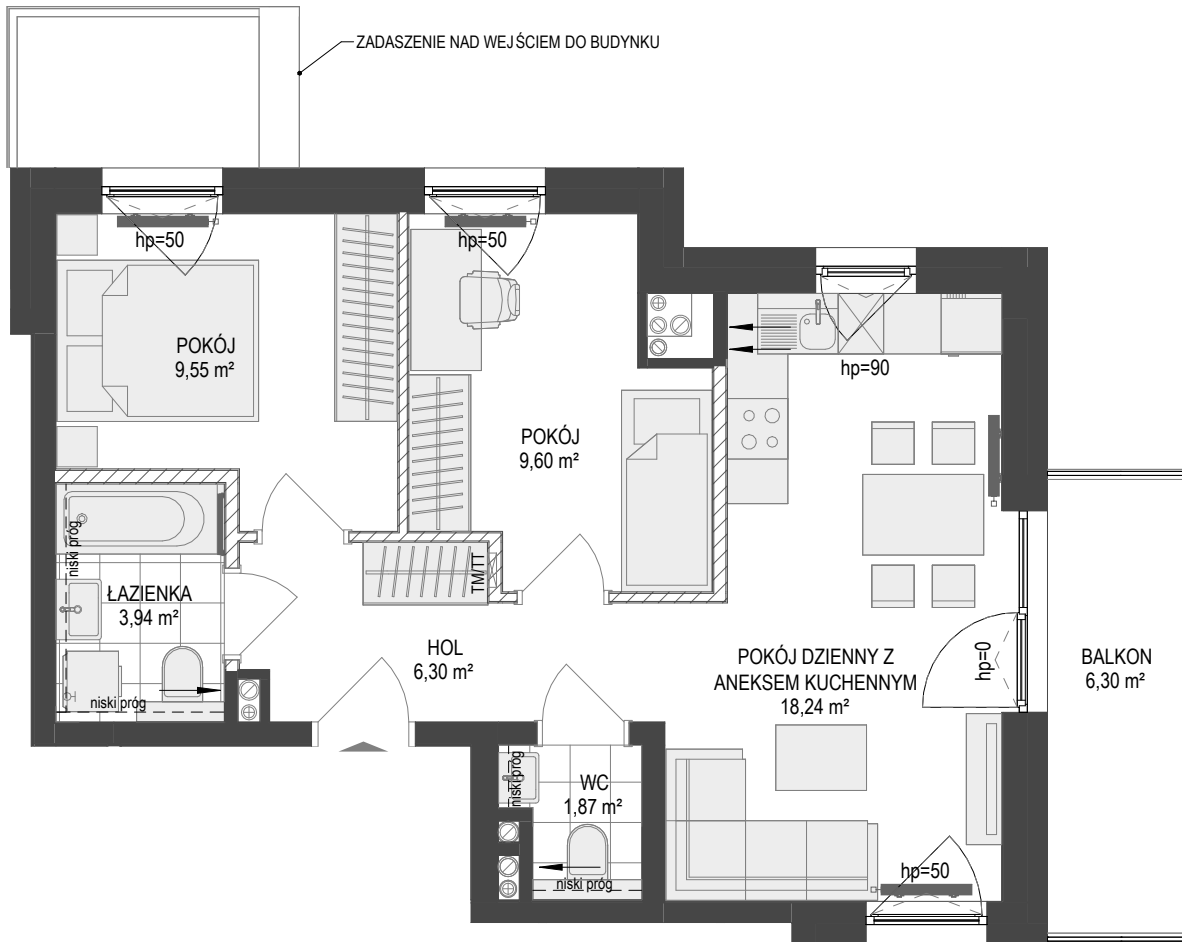 ZADASZENIE NAD WEJŚCIEM DO BUDYNKU
hp=50
hp=50
POKÓJ
9,55 m²
hp=90
POKÓJ
9,60 m²
niski próg
TM/TT
ŁAZIENKA
3,94 m²
HOL
6,30 m²
POKÓJ DZIENNY Z
ANEKSEM KUCHENNYM
18,24 m²
hp=0
BALKON
6,30 m²
niski próg
niski próg
WC
1,87 m²
hp=50
niski próg